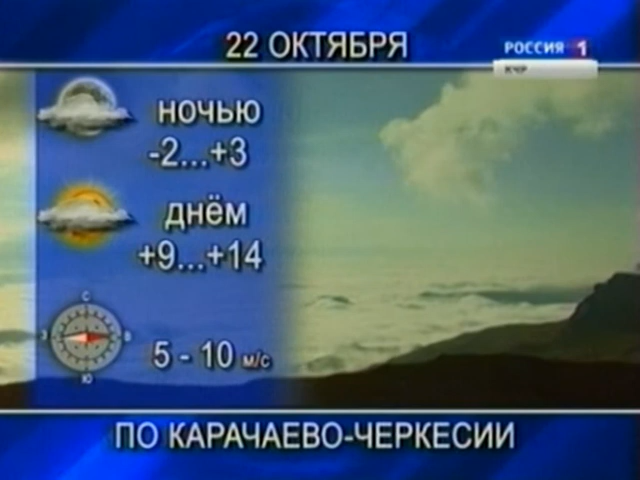 22 ОКТЯБРЯ
РОССИЯ 1
КЧР
НОЧЬЮ
-2...+3
ДНЁМ
+9...+14
С
З
В
Ю
5 - 10 м/с
ПО КАРАЧАЕВО-ЧЕРКЕСИИ